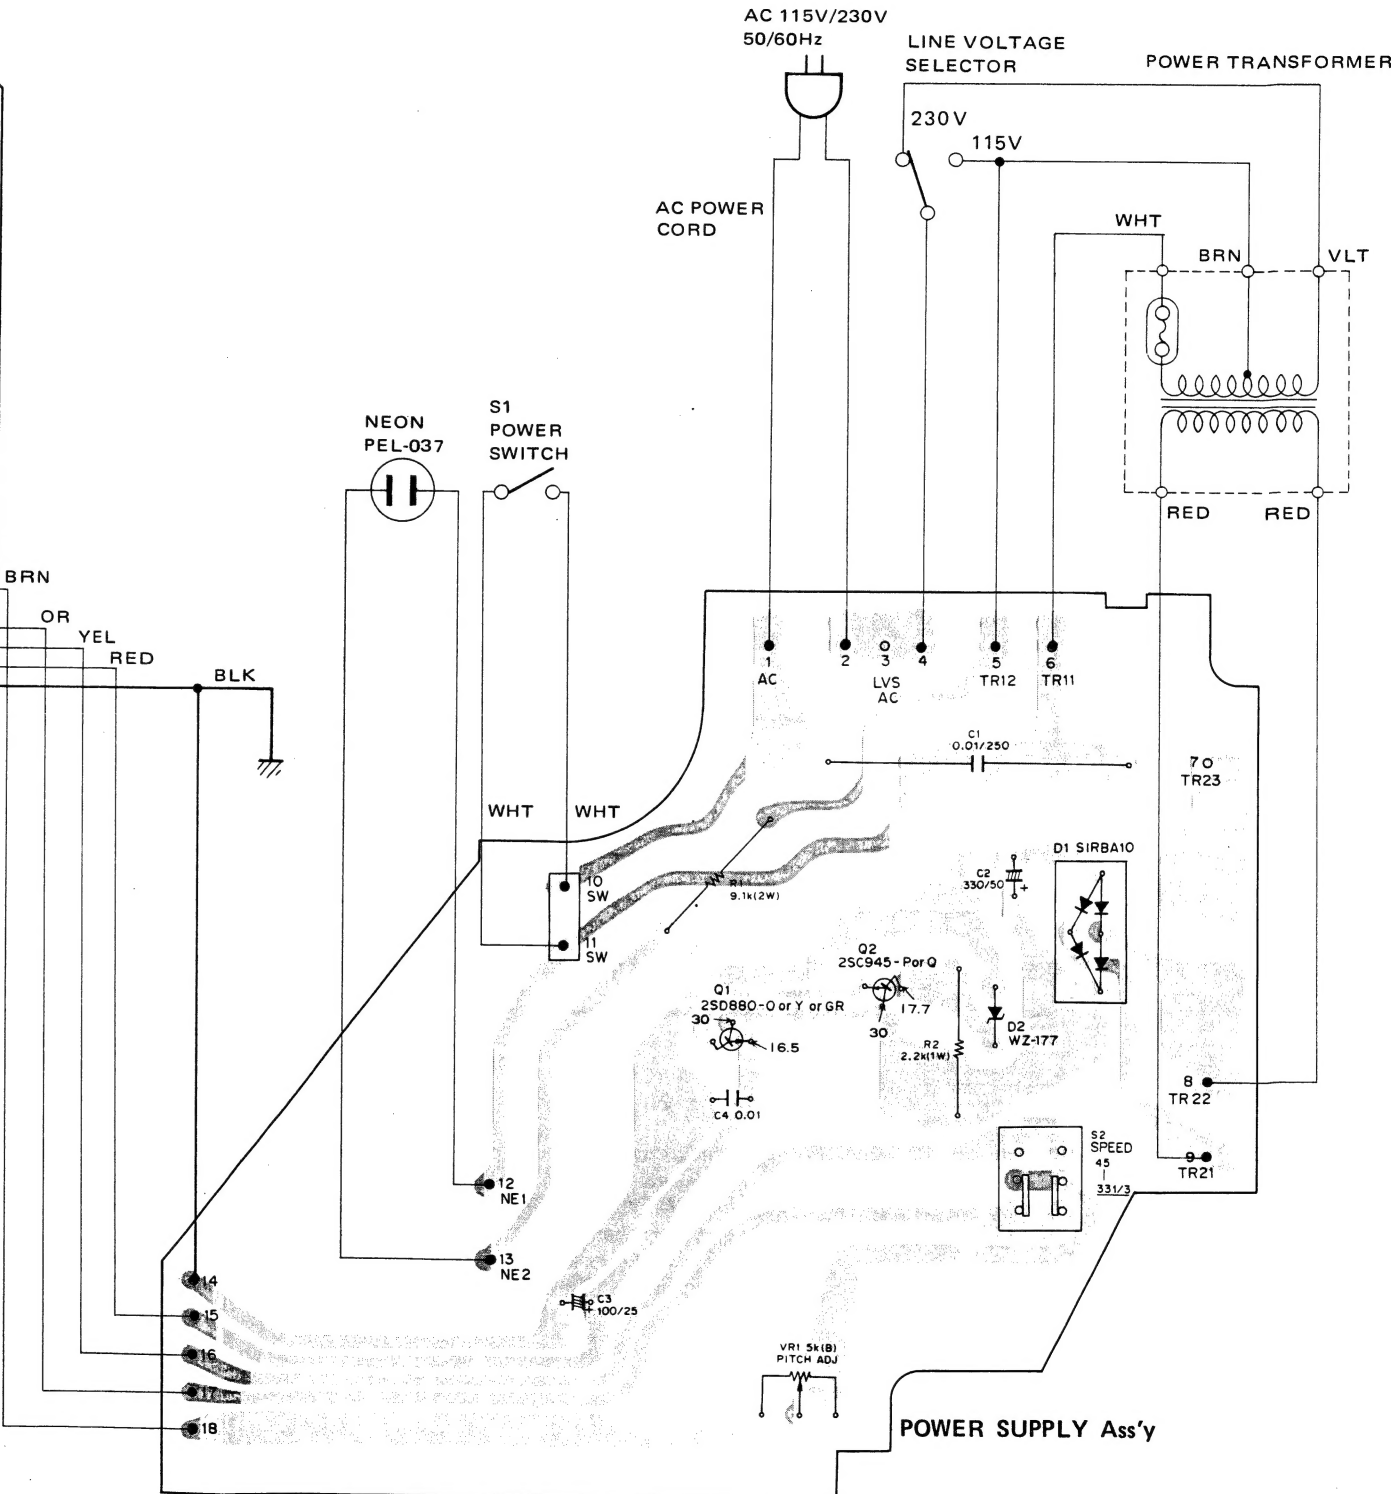 AC 115V/230V
50/60Hz
LINE VOLTAGE
SELECTOR
POWER TRANSFORMER
230V
115V
AC POWER
CORD
WHT
BRN
VLT
NEON
PEL-037
S1
POWER
SWITCH
RED
RED
BRN
OR
YEL
RED
BLK
1
AC
2
3
LVS
AC
4
5
TR12
6
TR11
C1
0.01/250
7
TR23
WHT
WHT
D1 SIRBA10
C2
330/50
+
10
SW
R1
9.1k(2W)
11
SW
Q2
2SC945-P or Q
17.7
30
Q1
2SD880-O or Y or GR
30
16.5
D2
WZ-177
R2
2.2k(1W)
C4 0.01
8
TR22
S2
SPEED
45
33 1/3
9
TR21
12
NE1
13
NE2
14
15
16
17
18
C3
+ 100/25
VR1 5k(B)
PITCH ADJ
POWER SUPPLY Ass'y